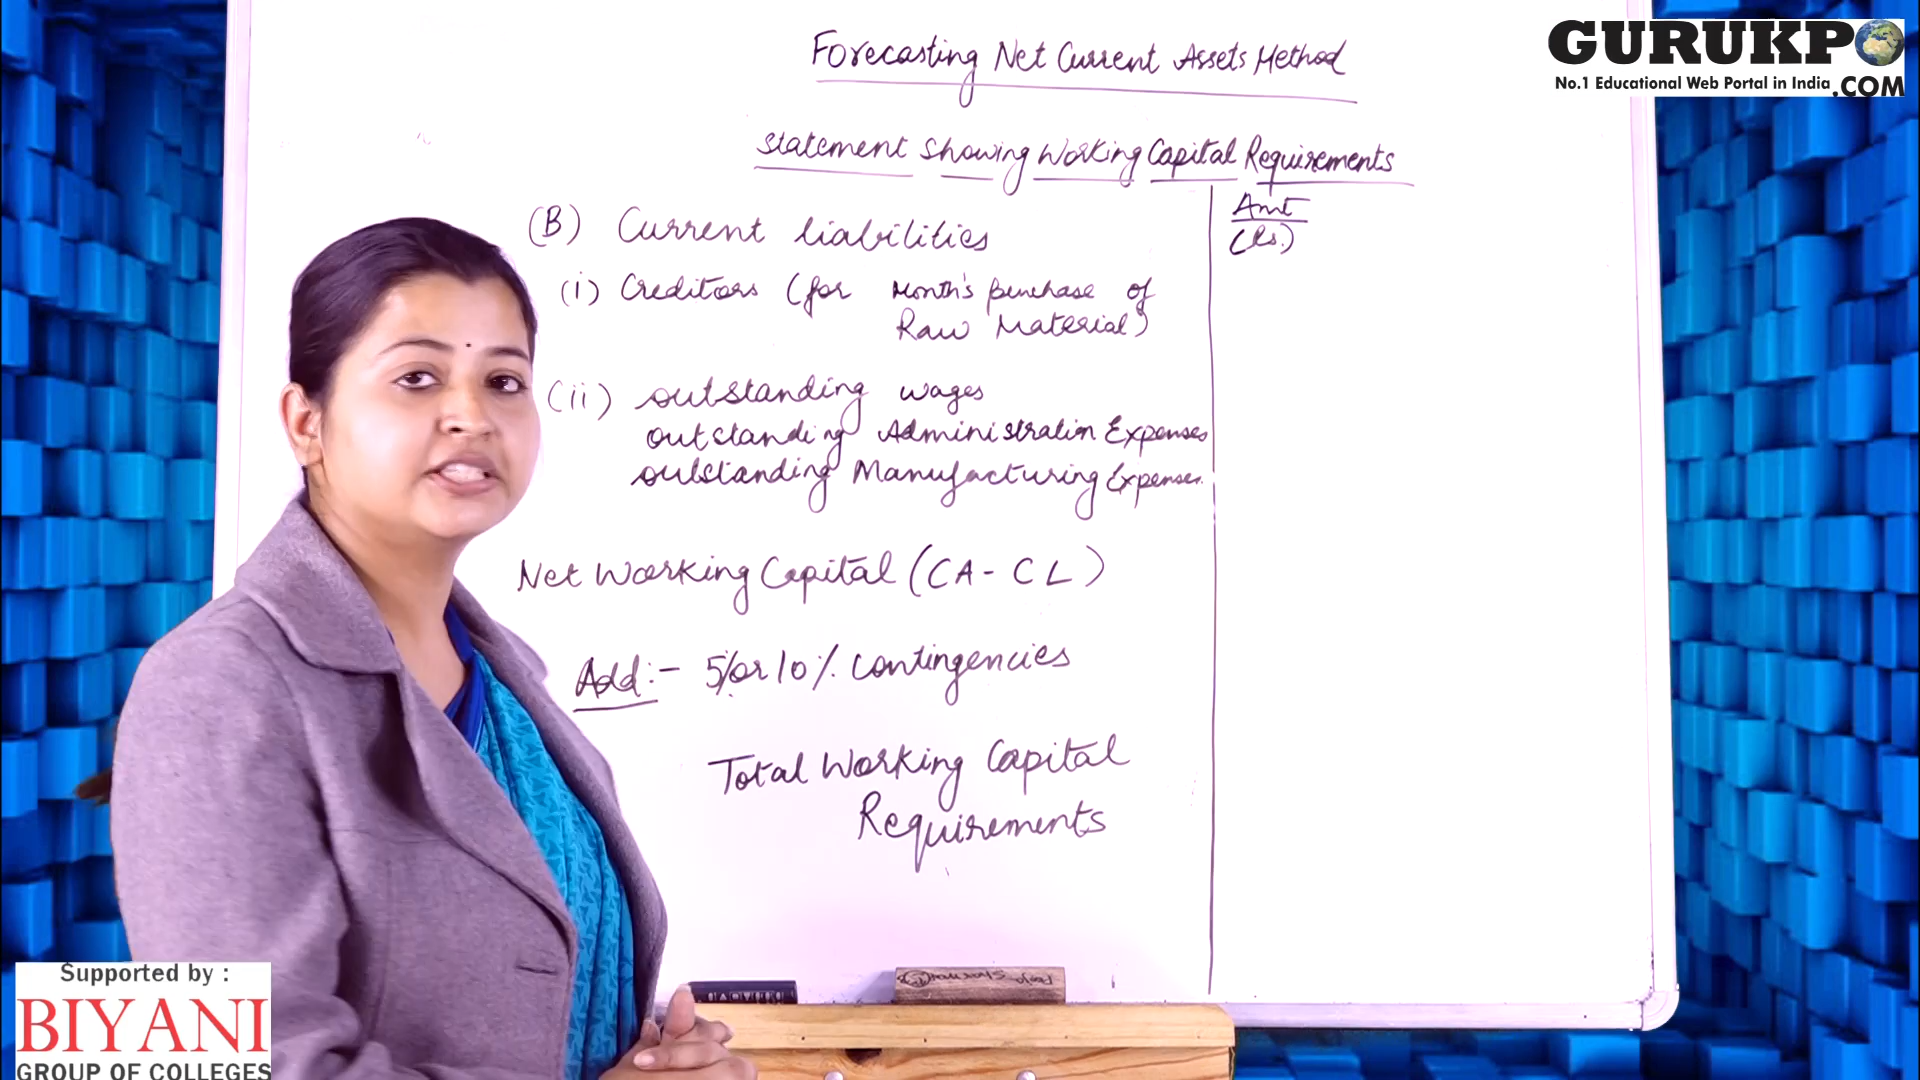 GURUKPO
No.1 Educational Web Portal in India .COM
Forecasting Net Current Assets Method
Statement Showing Working Capital Requirements
Amt
(Rs.)
(B) Current liabilities
(i) Creditors (for Month's purchase of
Raw Material)
(ii) outstanding wages
outstanding Administration Expenses
outstanding Manufacturing Expenses.
Net Working Capital (CA - CL)
Add:- 5% or 10% Contingencies
Total Working Capital
Requirements
Supported by :
BIYANI
GROUP OF COLLEGES